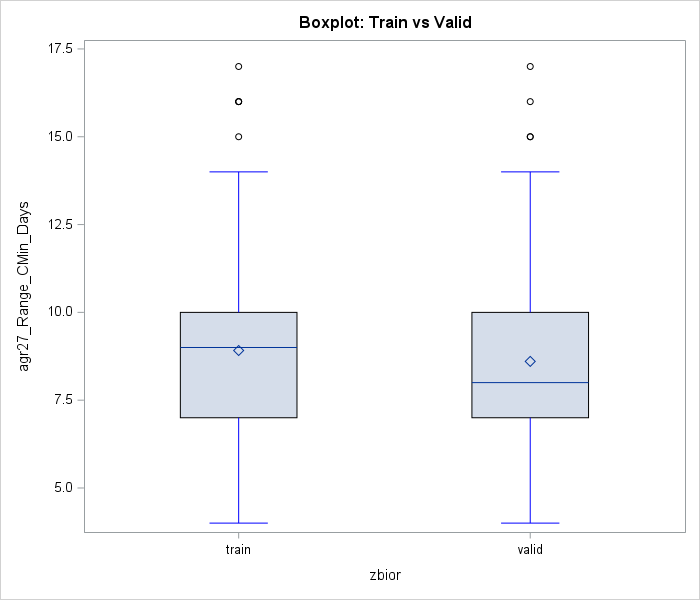 Boxplot: Train vs Valid
17.5
15.0
12.5
10.0
7.5
5.0
agr27_Range_CMin_Days
train
valid
zbior